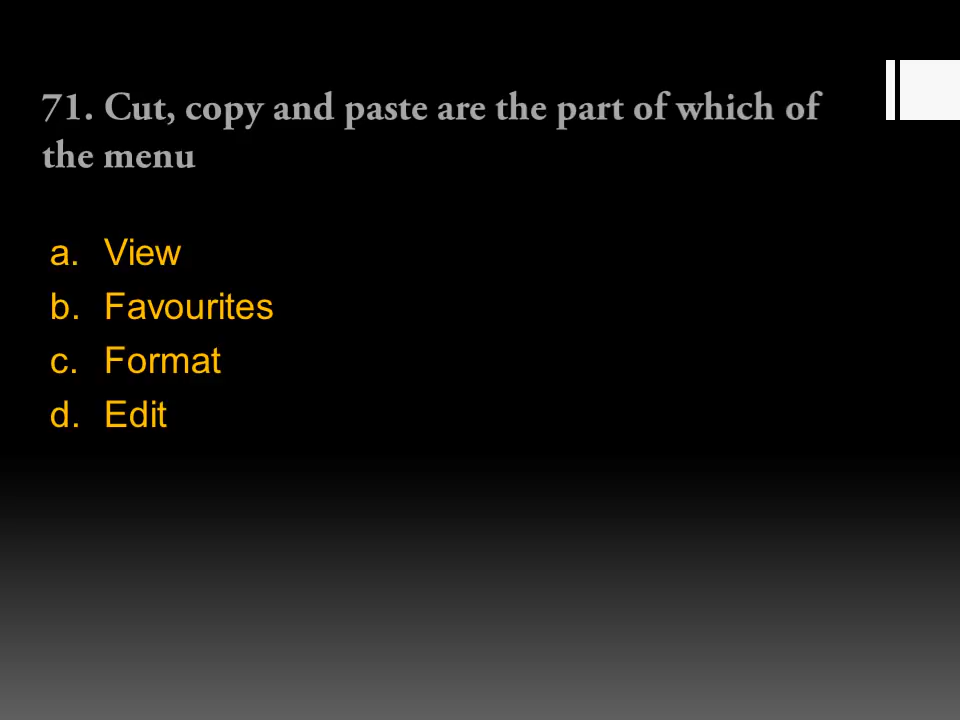 71. Cut, copy and paste are the part of which of
the menu
a. View
b. Favourites
c. Format
d. Edit